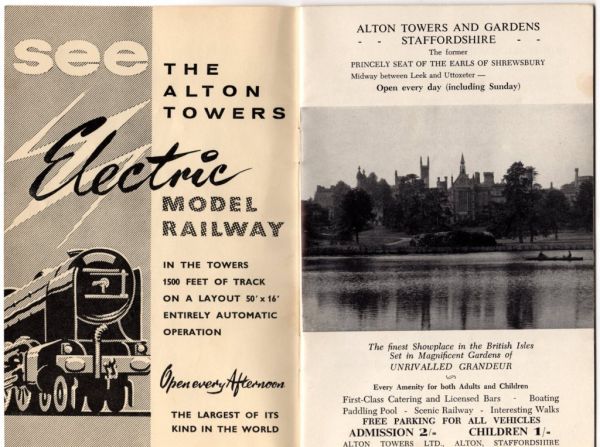 see
THE
ALTON
TOWERS
Electric
MODEL
RAILWAY
IN THE TOWERS
1500 FEET OF TRACK
ON A LAYOUT 50' x 16'
ENTIRELY AUTOMATIC
OPERATION
Open every Afternoon
THE LARGEST OF ITS
KIND IN THE WORLD
ALTON TOWERS AND GARDENS
- - STAFFORDSHIRE - -
The former
PRINCELY SEAT OF THE EARLS OF SHREWSBURY
Midway between Leek and Uttoxeter —
Open every day (including Sunday)
The finest Showplace in the British Isles
Set in Magnificent Gardens of
UNRIVALLED GRANDEUR
Every Amenity for both Adults and Children
First-Class Catering and Licensed Bars - Boating
Paddling Pool - Scenic Railway - Interesting Walks
FREE PARKING FOR ALL VEHICLES
ADMISSION 2/- CHILDREN 1/-
ALTON TOWERS LTD., ALTON, STAFFORDSHIRE